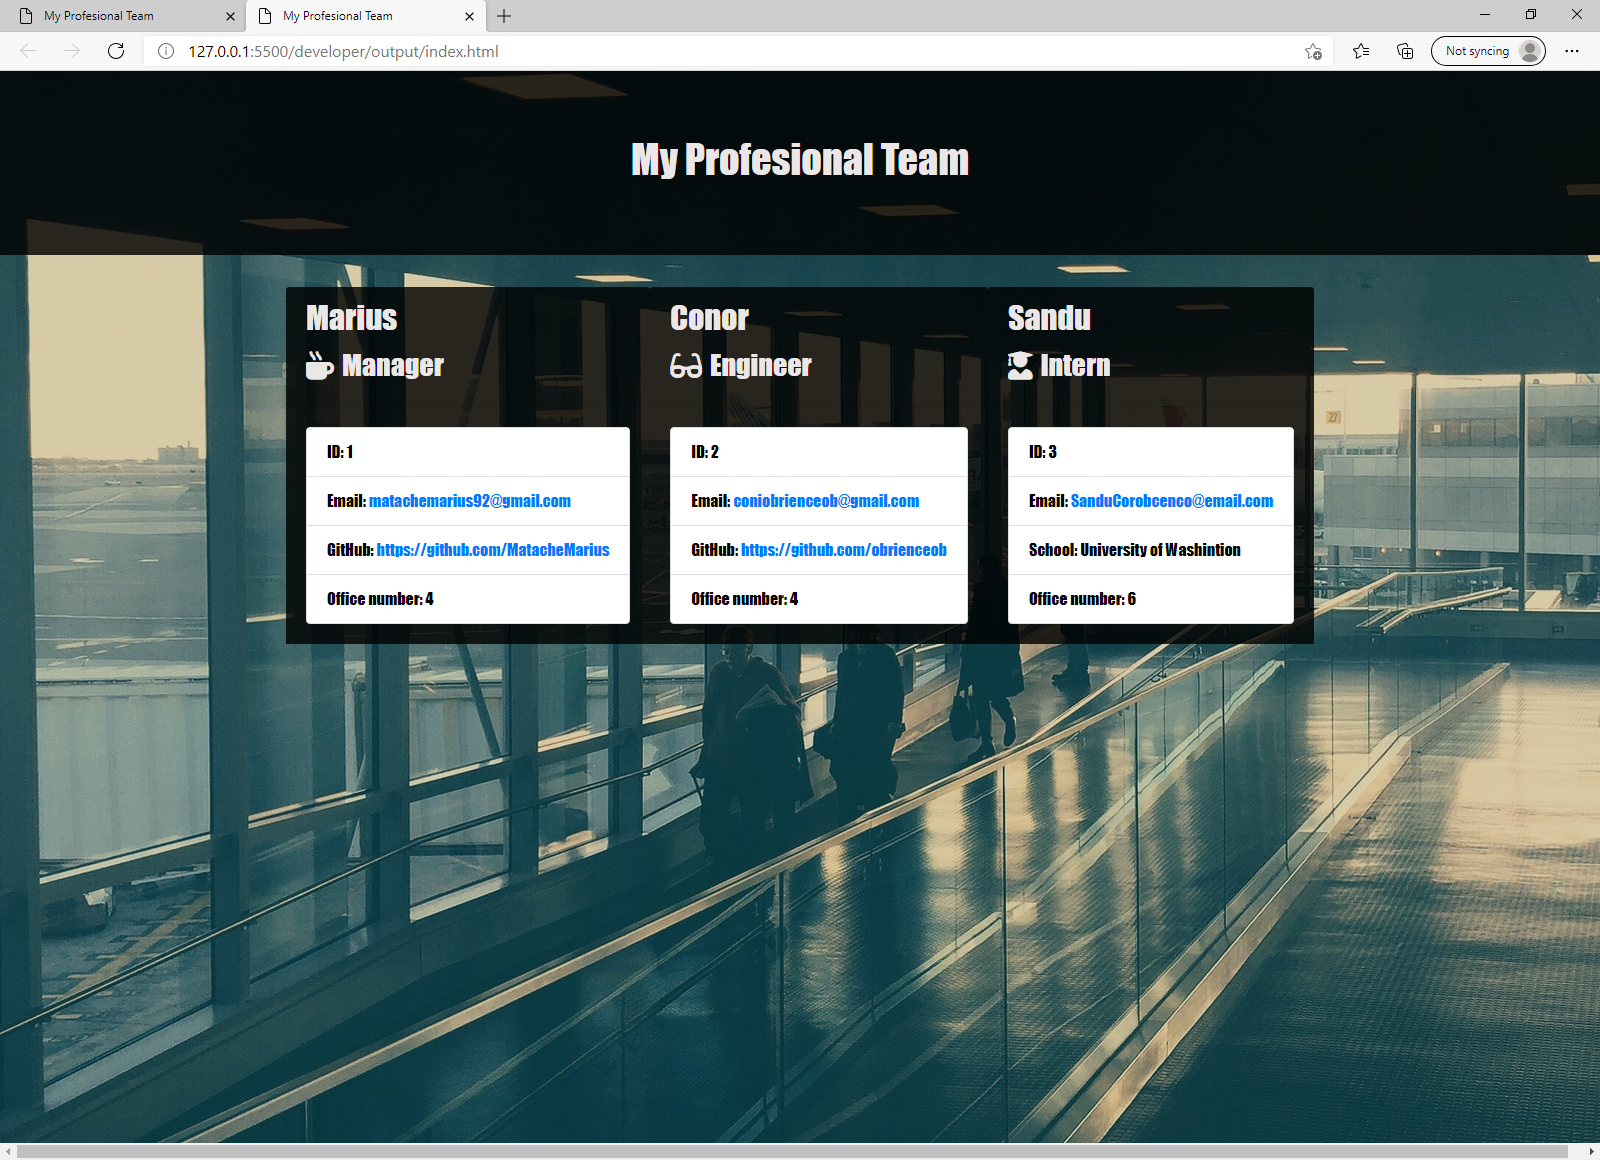 My Profesional Team
My Profesional Team
127.0.0.1:5500/developer/output/index.html
Not syncing
My Profesional Team
Marius
Manager
ID: 1
Email: matachemarius92@gmail.com
GitHub: https://github.com/MatacheMarius
Office number: 4
Conor
Engineer
ID: 2
Email: coniobrienceob@gmail.com
GitHub: https://github.com/obrienceob
Office number: 4
Sandu
Intern
ID: 3
Email: SanduCorobcenco@email.com
School: University of Washintion
Office number: 6
27